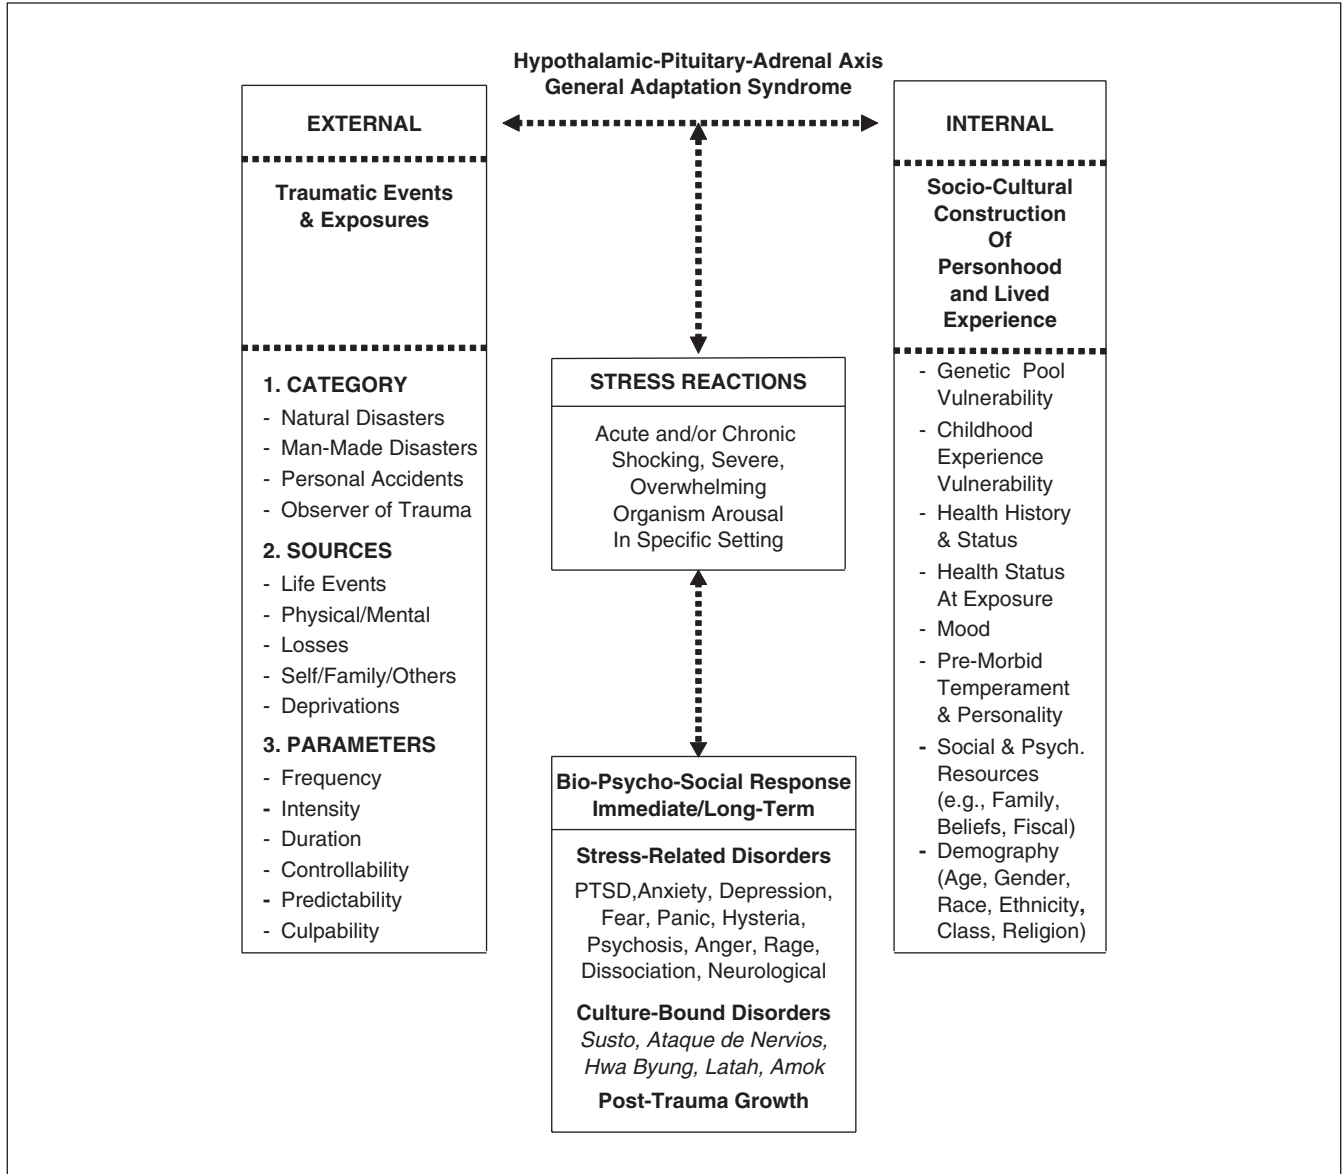 Hypothalamic-Pituitary-Adrenal Axis
General Adaptation Syndrome
EXTERNAL
Traumatic Events
& Exposures
1. CATEGORY
- Natural Disasters
- Man-Made Disasters
- Personal Accidents
- Observer of Trauma
2. SOURCES
- Life Events
- Physical/Mental
- Losses
- Self/Family/Others
- Deprivations
3. PARAMETERS
- Frequency
- Intensity
- Duration
- Controllability
- Predictability
- Culpability
STRESS REACTIONS
Acute and/or Chronic
Shocking, Severe,
Overwhelming
Organism Arousal
In Specific Setting
Bio-Psycho-Social Response
Immediate/Long-Term
Stress-Related Disorders
PTSD,Anxiety, Depression,
Fear, Panic, Hysteria,
Psychosis, Anger, Rage,
Dissociation, Neurological
Culture-Bound Disorders
Susto, Ataque de Nervios,
Hwa Byung, Latah, Amok
Post-Trauma Growth
INTERNAL
Socio-Cultural
Construction
Of
Personhood
and Lived
Experience
- Genetic Pool
Vulnerability
- Childhood
Experience
Vulnerability
- Health History
& Status
- Health Status
At Exposure
- Mood
- Pre-Morbid
Temperament
& Personality
- Social & Psych.
Resources
(e.g., Family,
Beliefs, Fiscal)
- Demography
(Age, Gender,
Race, Ethnicity,
Class, Religion)